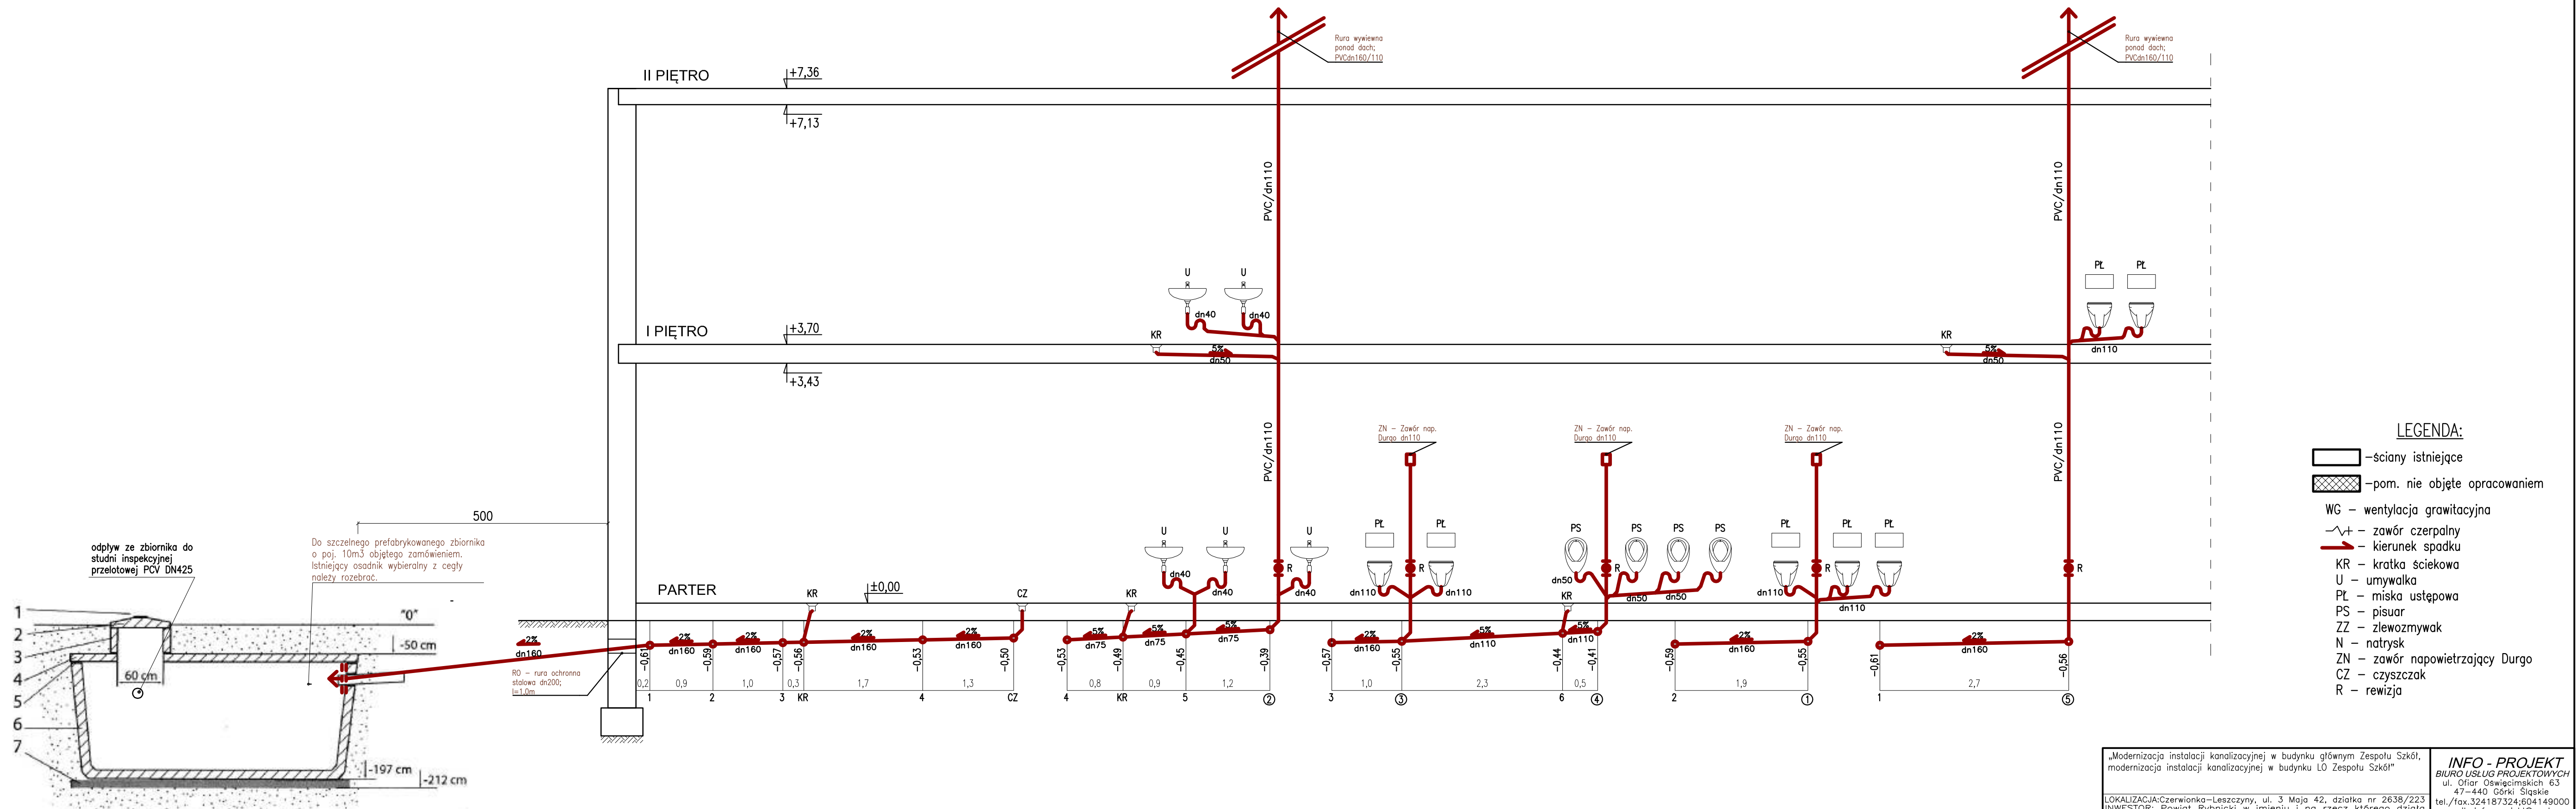 Rura wywiewna
ponad dach;
PVCdn160/110
Rura wywiewna
ponad dach;
PVCdn160/110
II PIĘTRO
+7,36
+7,13
PVC/dn110
PVC/dn110
U
U
dn40
dn40
KR
5%
dn50
PŁ
PŁ
dn110
KR
5%
dn50
I PIĘTRO
+3,70
+3,43
PVC/dn110
PVC/dn110
ZN – Zawór nap.
Durgo dn110
ZN – Zawór nap.
Durgo dn110
ZN – Zawór nap.
Durgo dn110
LEGENDA:
–ściany istniejące
–pom. nie objęte opracowaniem
WG – wentylacja grawitacyjna
– zawór czerpalny
– kierunek spadku
KR – kratka ściekowa
U – umywalka
PŁ – miska ustępowa
PS – pisuar
ZZ – zlewozmywak
N – natrysk
ZN – zawór napowietrzający Durgo
CZ – czyszczak
R – rewizja
500
odpływ ze zbiornika do
studni inspekcyjnej
przelotowej PCV DN425
Do szczelnego prefabrykowanego zbiornika
o poj. 10m3 objętego zamówieniem.
Istniejący osadnik wybieralny z cegły
należy rozebrać.
PARTER
±0,00
KR
CZ
KR
U
U
U
dn40
dn40
dn40
R
PŁ
PŁ
dn110
dn110
R
KR
PS
PS
PS
PS
dn50
dn50
dn50
R
PŁ
PŁ
PŁ
dn110
dn110
R
R
1
2
3
4
5
6
7
"0"
-50 cm
60 cm
-197 cm
-212 cm
2%
dn160
RO – rura ochronna
stalowa dn200;
l=1,0m
2%
dn160
2%
dn160
2%
dn160
2%
dn160
5%
5%
dn75
5%
dn75
2%
dn160
5%
dn110
5%
dn110
2%
dn160
2%
dn160
-0,61
-0,59
-0,57
-0,56
-0,53
-0,50
-0,53
-0,49
-0,45
-0,39
-0,57
-0,55
-0,44
-0,41
-0,59
-0,55
-0,61
-0,56
0,2
0,9
1,0
0,3
1,7
1,3
0,8
0,9
1,2
1,0
2,3
0,5
1,9
2,7
1
2
3
KR
4
CZ
4
KR
5
2
3
3
6
4
2
1
1
5
„Modernizacja instalacji kanalizacyjnej w budynku głównym Zespołu Szkół,
modernizacja instalacji kanalizacyjnej w budynku LO Zespołu Szkół"
LOKALIZACJA:Czerwionka–Leszczyny, ul. 3 Maja 42, działka nr 2638/223
INWESTOR: Powiat Rybnicki w imieniu i na rzecz którego działa
INFO - PROJEKT
BIURO USŁUG PROJEKTOWYCH
ul. Ofiar Oświęcimskich 63
47–440 Górki Śląskie
tel./fax.324187324;604149000